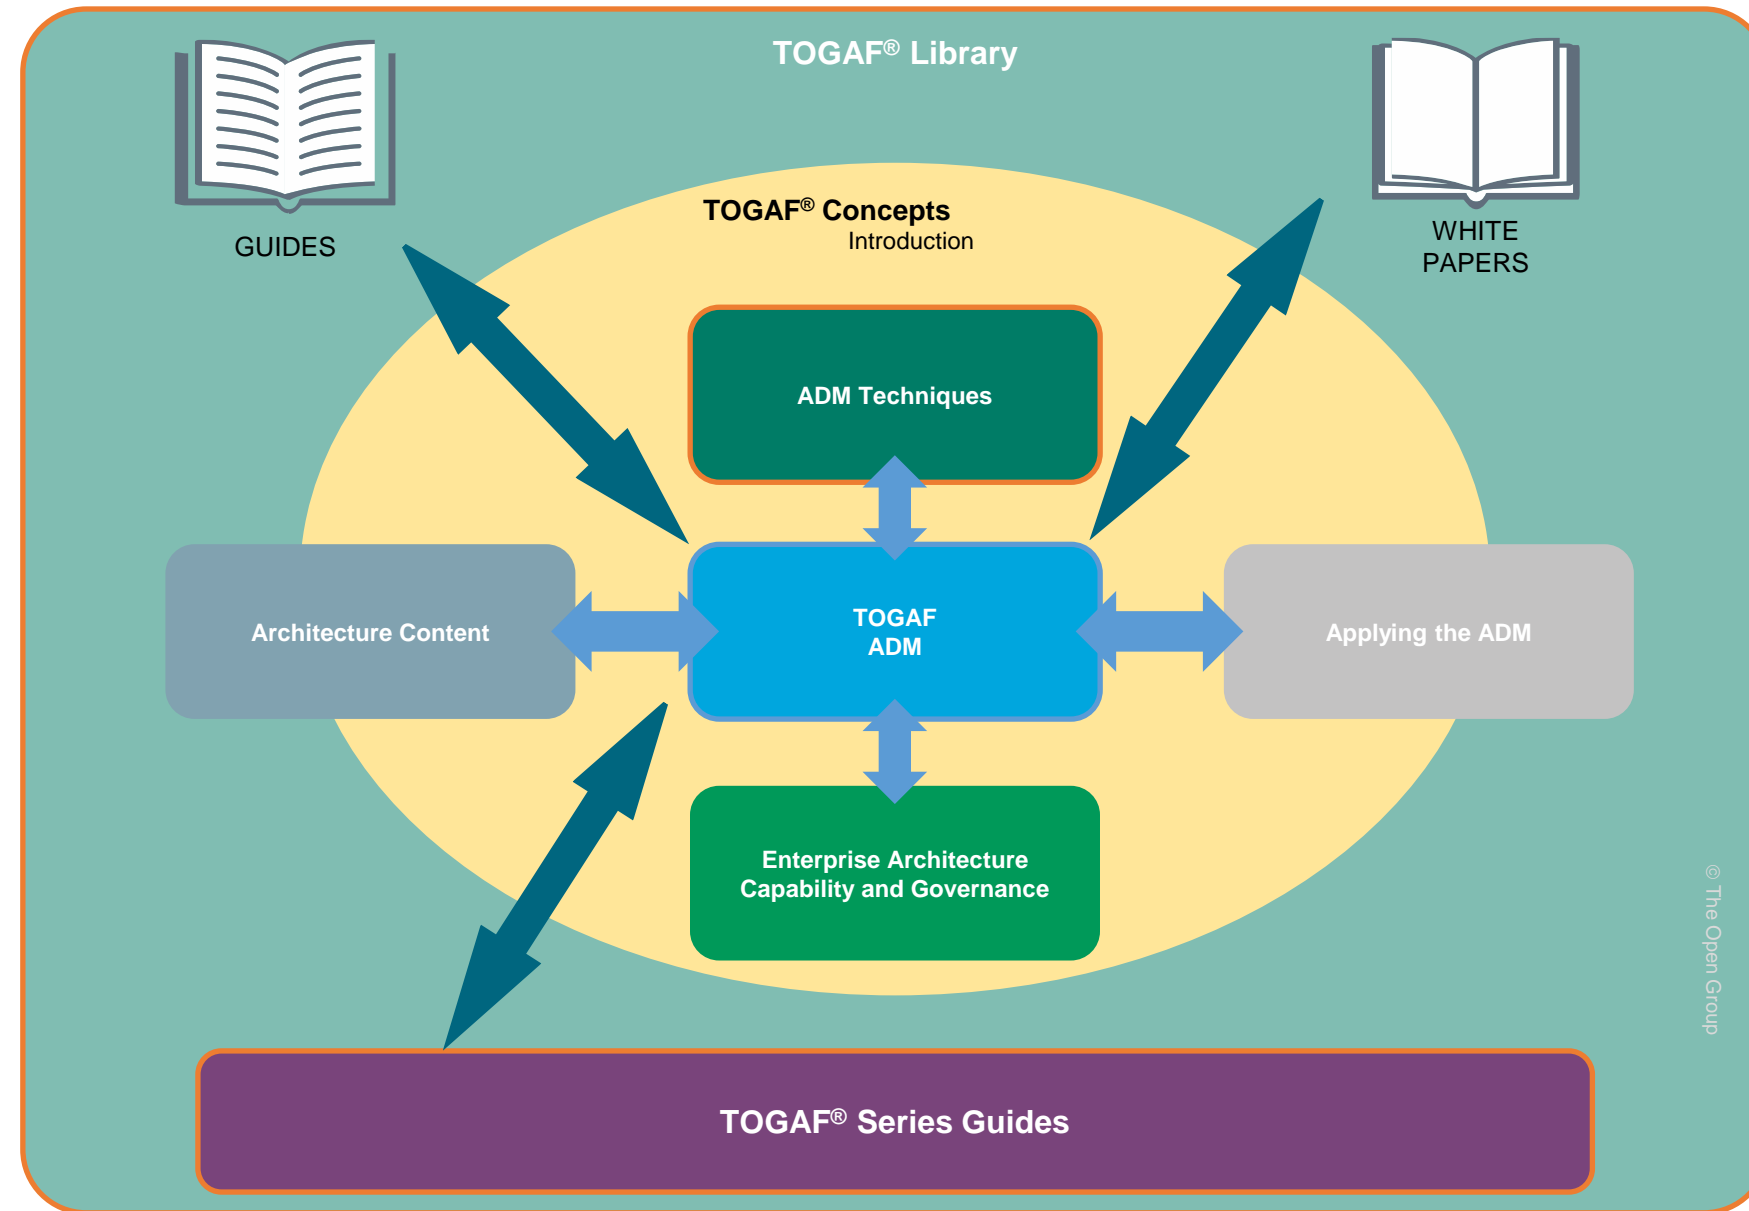 TOGAF® Library
GUIDES
WHITE
PAPERS
TOGAF® Concepts
Introduction
ADM Techniques
Architecture Content
TOGAF
ADM
Applying the ADM
Enterprise Architecture
Capability and Governance
© The Open Group
TOGAF® Series Guides